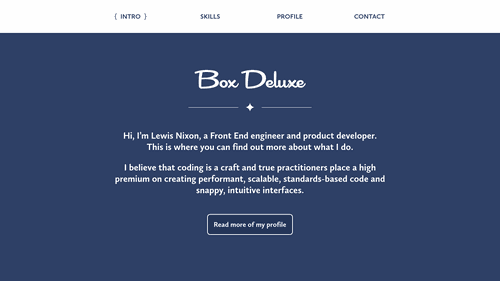 { INTRO }
SKILLS
PROFILE
CONTACT
Box Deluxe
Hi, I'm Lewis Nixon, a Front End engineer and product developer.
This is where you can find out more about what I do.
I believe that coding is a craft and true practitioners place a high
premium on creating performant, scalable, standards-based code and
snappy, intuitive interfaces.
Read more of my profile